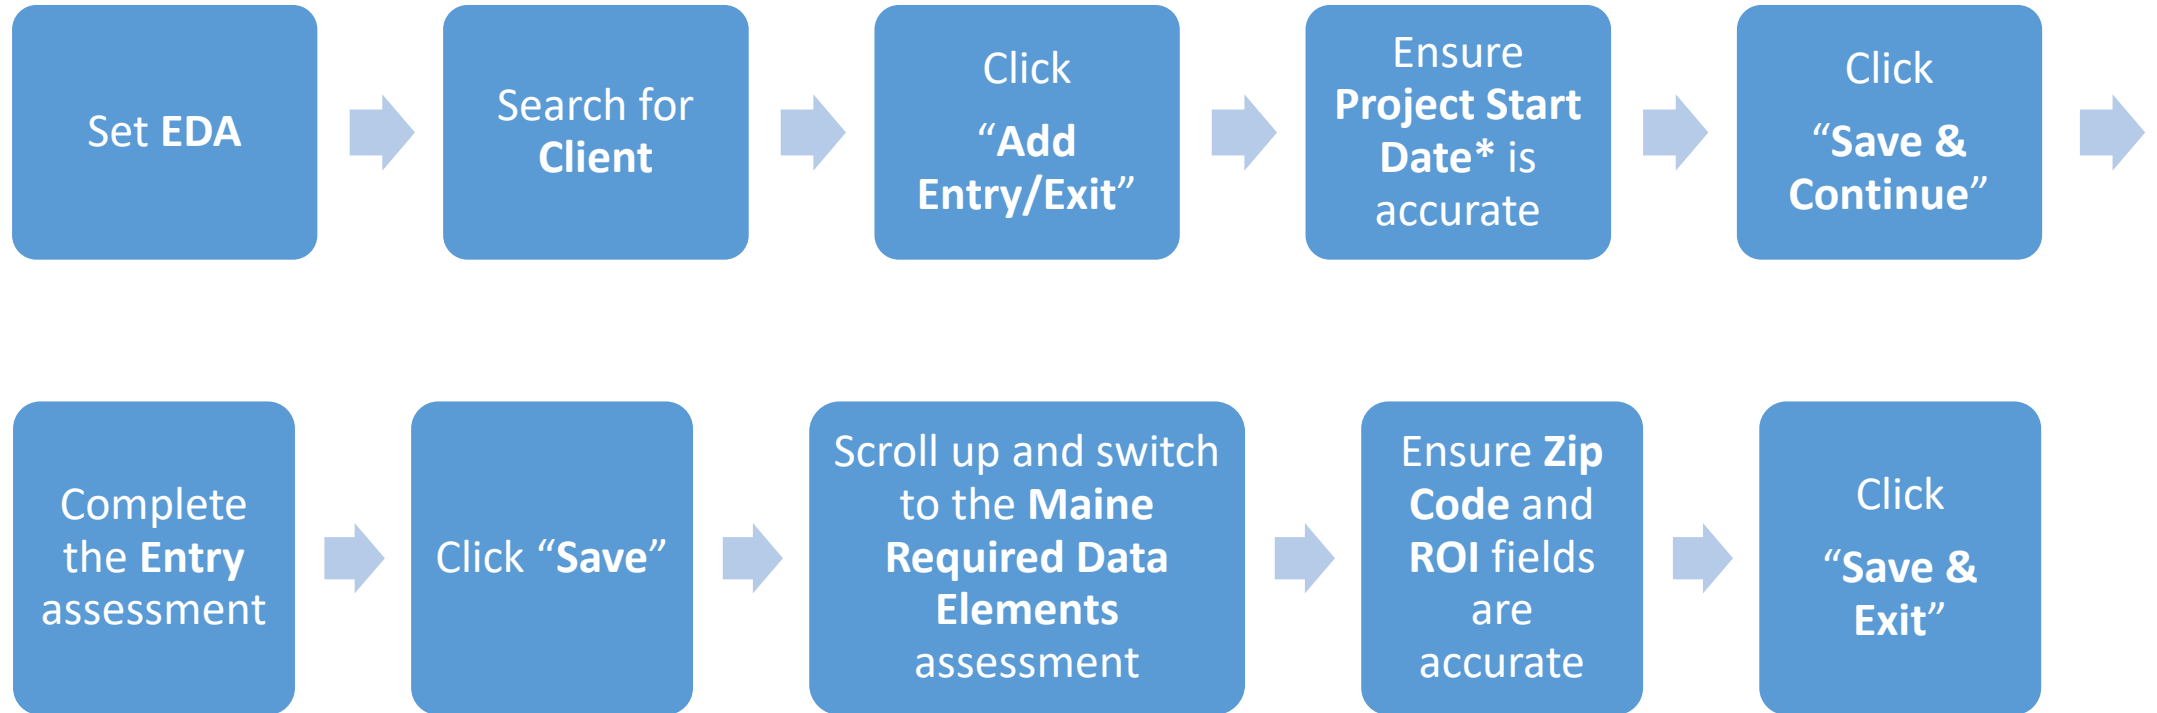 Set EDA
Search for
Client
Click
“Add
Entry/Exit”
Ensure
Project Start
Date* is
accurate
Click
“Save &
Continue”
Complete
the Entry
assessment
Click “Save”
Scroll up and switch
to the Maine
Required Data
Elements
assessment
Ensure Zip
Code and
ROI fields
are
accurate
Click
“Save &
Exit”